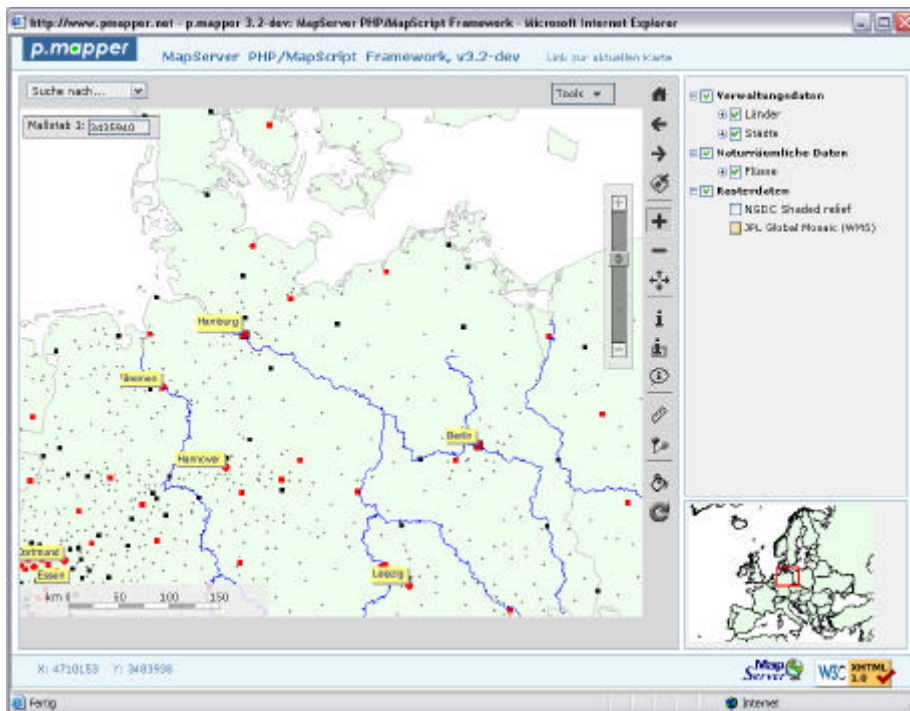 http://www.pmapper.net - p.mapper 3.2-dev: MapServer PHP/MapScript Framework - Microsoft Internet Explorer
p.mapper
MapServer PHP/MapScript Framework, v3.2-dev
Link zur aktuellen Karte
Suche nach...
Tools
Maßstab 1:
Verwaltungsdaten
Länder
Städte
Naturräumliche Daten
Flüsse
Rasterdaten
NGDC Shaded relief
JPL Global Mosaic (WMS)
Hamburg
Bremen
Berlin
Hannover
Dortmund
Essen
Leipzig
km 0 50 100 150
X: 4710153 Y: 3483938
Map Server
W3C XHTML 1.0
Fertig
Internet